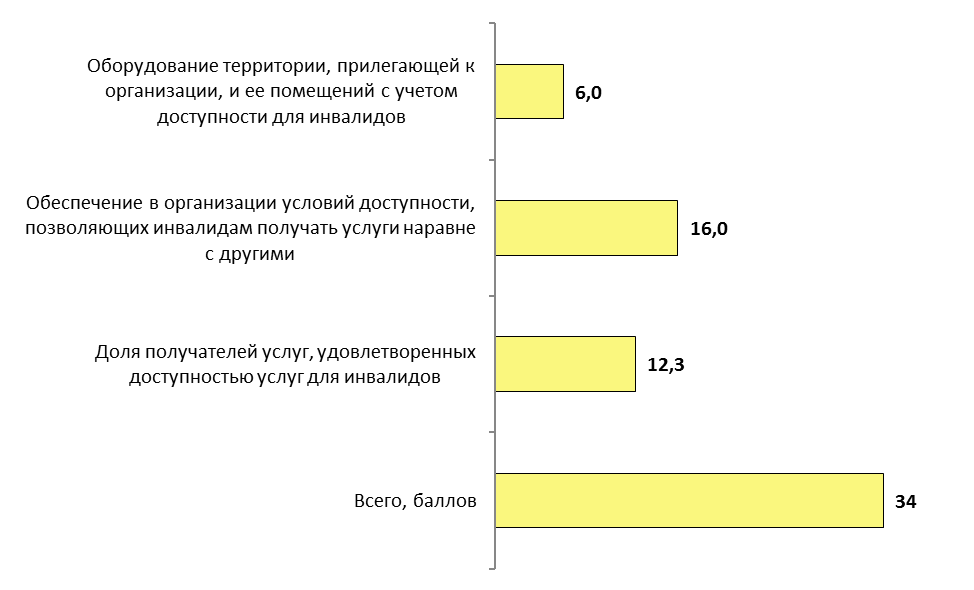 Оборудование территории, прилегающей к
организации, и ее помещений с учетом
доступности для инвалидов
6,0
Обеспечение в организации условий доступности,
позволяющих инвалидам получать услуги наравне
с другими
16,0
Доля получателей услуг, удовлетворенных
доступностью услуг для инвалидов
12,3
Всего, баллов
34